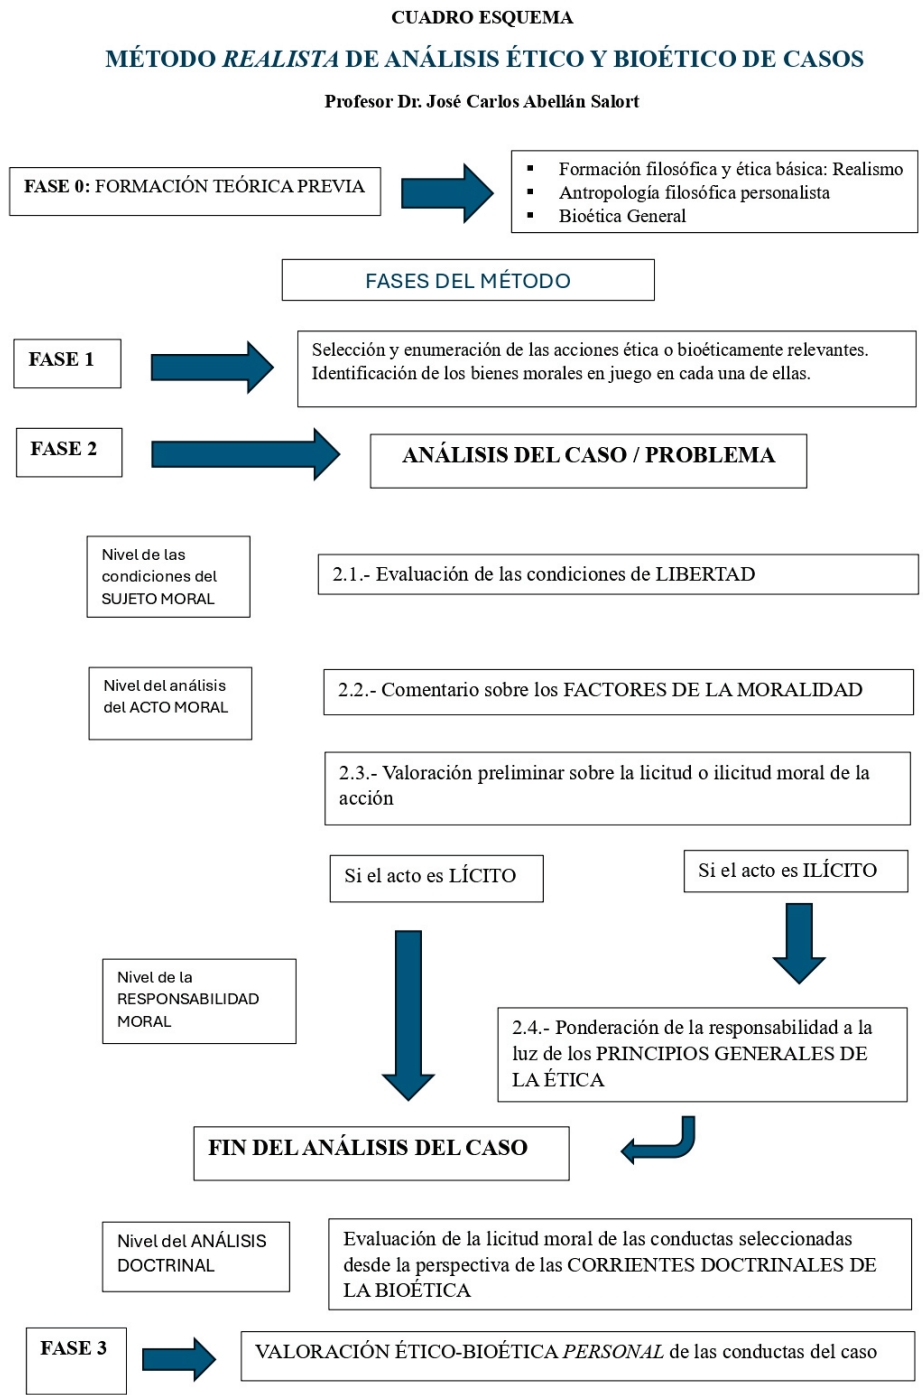 CUADRO ESQUEMA
MÉTODO REALISTA DE ANÁLISIS ÉTICO Y BIOÉTICO DE CASOS
Profesor Dr. José Carlos Abellán Salort
FASE 0: FORMACIÓN TEÓRICA PREVIA
▪ Formación filosófica y ética básica: Realismo
▪ Antropología filosófica personalista
▪ Bioética General
FASES DEL MÉTODO
FASE 1
Selección y enumeración de las acciones ética o bioéticamente relevantes.
Identificación de los bienes morales en juego en cada una de ellas.
FASE 2
ANÁLISIS DEL CASO / PROBLEMA
Nivel de las
condiciones del
SUJETO MORAL
2.1.- Evaluación de las condiciones de LIBERTAD
Nivel del análisis
del ACTO MORAL
2.2.- Comentario sobre los FACTORES DE LA MORALIDAD
2.3.- Valoración preliminar sobre la licitud o ilicitud moral de la
acción
Si el acto es LÍCITO
Si el acto es ILÍCITO
Nivel de la
RESPONSABILIDAD
MORAL
2.4.- Ponderación de la responsabilidad a la
luz de los PRINCIPIOS GENERALES DE
LA ÉTICA
FIN DEL ANÁLISIS DEL CASO
Nivel del ANÁLISIS
DOCTRINAL
Evaluación de la licitud moral de las conductas seleccionadas
desde la perspectiva de las CORRIENTES DOCTRINALES DE
LA BIOÉTICA
FASE 3
VALORACIÓN ÉTICO-BIOÉTICA PERSONAL de las conductas del caso